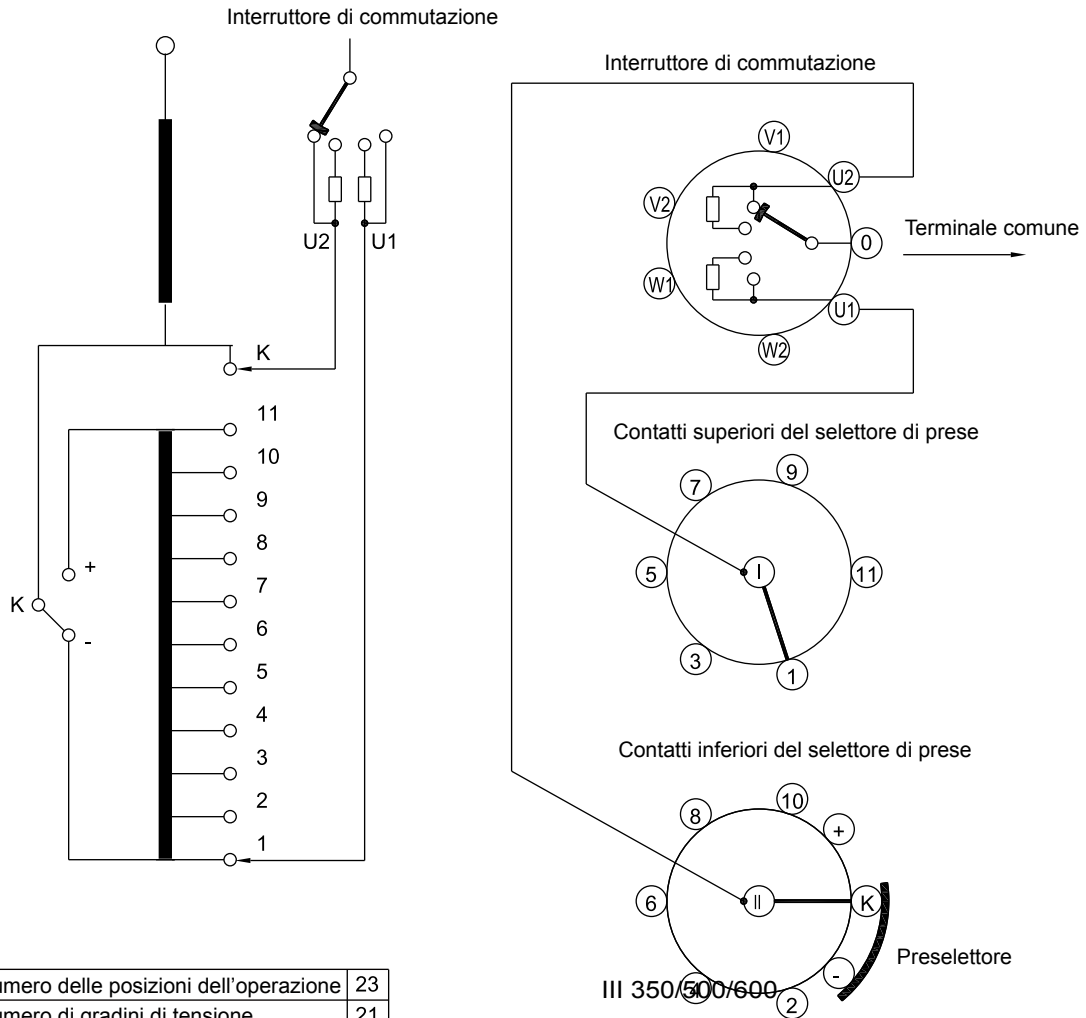 Interruttore di commutazione
U2
U1
K
11
10
9
8
7
6
5
4
3
2
1
+
K
-
Interruttore di commutazione
V1
U2
V2
0
Terminale comune
W1
U1
W2
Contatti superiori del selettore di prese
9
7
I
5
11
3
1
Contatti inferiori del selettore di prese
10
8
+
II
6
K
Preselettore
-
4
2
III 350/500/600
umero delle posizioni dell'operazione 23
umero di gradini di tensione 21